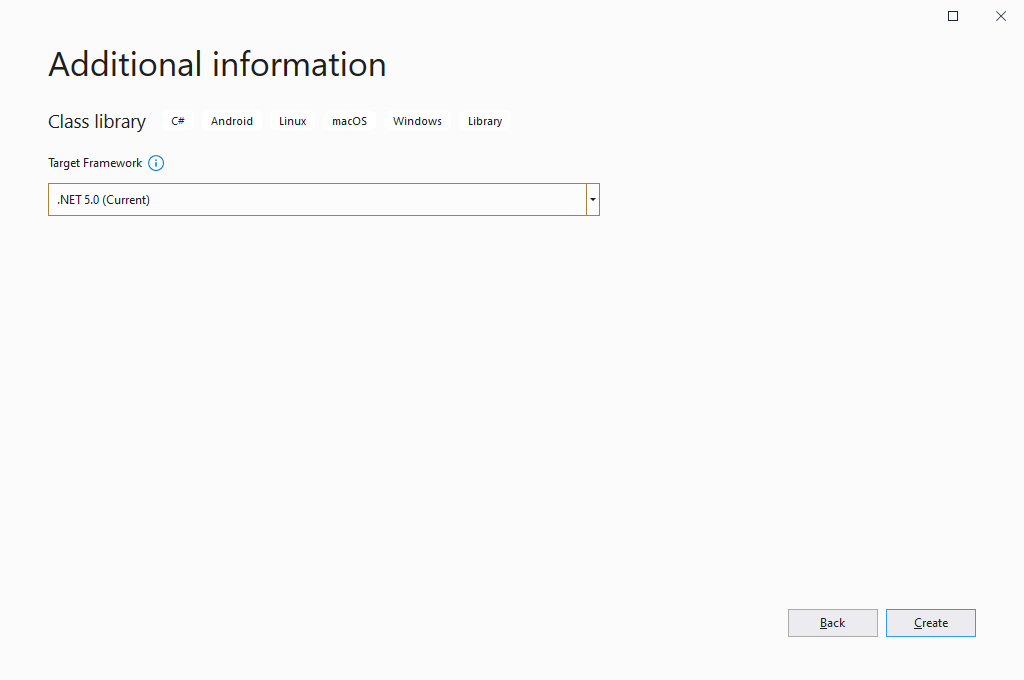 Additional information
Class library C# Android Linux macOS Windows Library
Target Framework
.NET 5.0 (Current)
Back Create